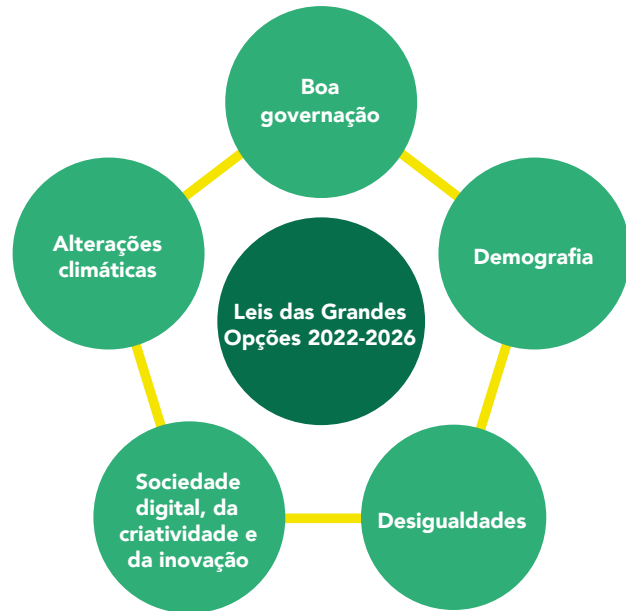 Boa
governação
Alterações
climáticas
Demografia
Leis das Grandes
Opções 2022-2026
Sociedade
digital, da
criatividade e
da inovação
Desigualdades